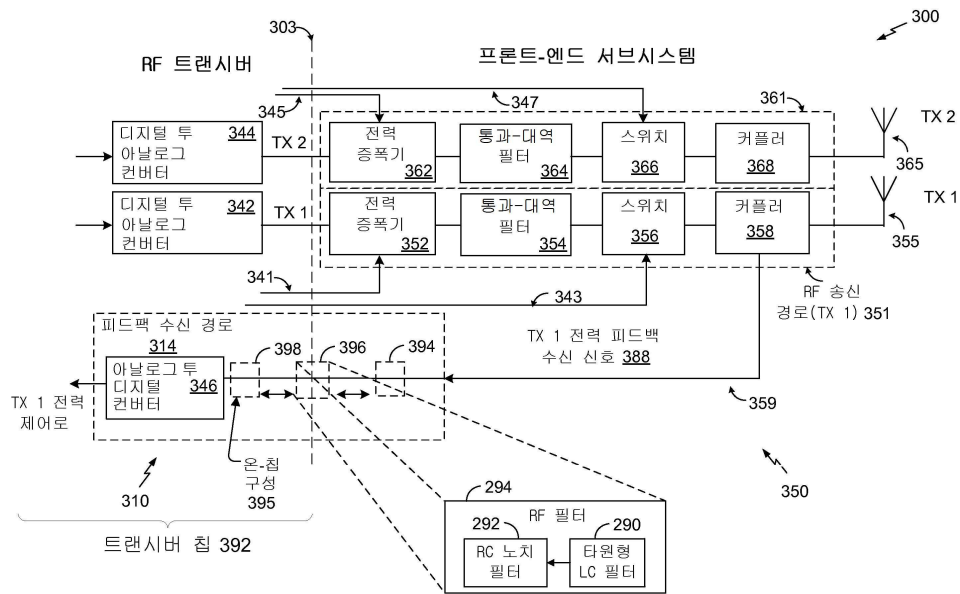 300
303
RF 트랜시버
프론트-엔드 서브시스템
345
347
361
디지털 투 344
아날로그
컨버터
TX 2
전력
증폭기
362
통과-대역
필터
364
스위치
366
커플러
368
TX 2
365
디지털 투 342
아날로그
컨버터
TX 1
전력
증폭기
352
통과-대역
필터
354
스위치
356
커플러
358
TX 1
355
341
343
RF 송신
경로(TX 1) 351
피드팩 수신 경로
314
398
396
394
TX 1 전력 피드백
수신 신호 388
아날로그 투
디지털 346
컨버터
TX 1 전력
제어로
359
310
온-칩
구성
395
350
트랜시버 칩 392
294
RF 필터
292
290
RC 노치
필터
타원형
LC 필터